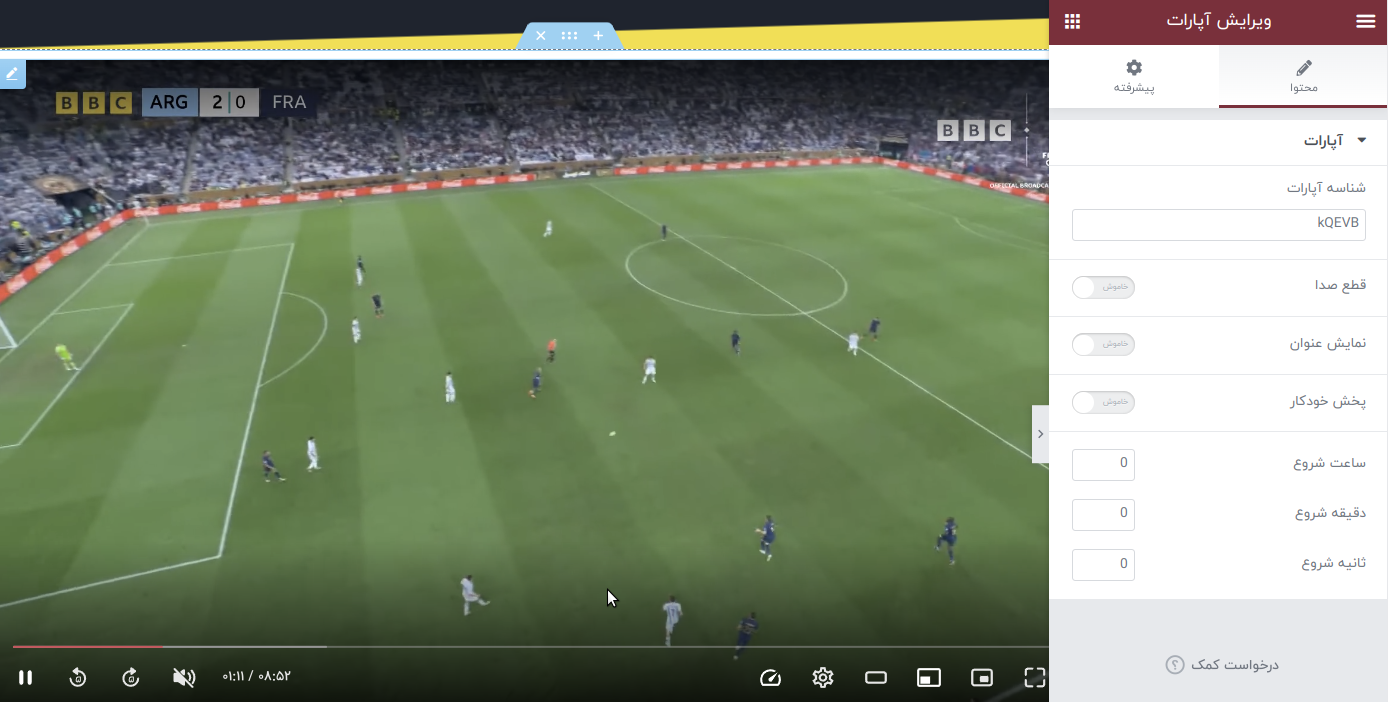 ویرایش آپارات
محتوا
پیشرفته
آپارات
شناسه آپارات
kQEVB
قطع صدا
خاموش
نمایش عنوان
خاموش
پخش خودکار
خاموش
ساعت شروع
0
دقیقه شروع
0
ثانیه شروع
0
درخواست کمک
BBC ARG 2 0 FRA
BBC
OFFICIAL BROADCA
۰۱:۱۱ / ۰۸:۵۲